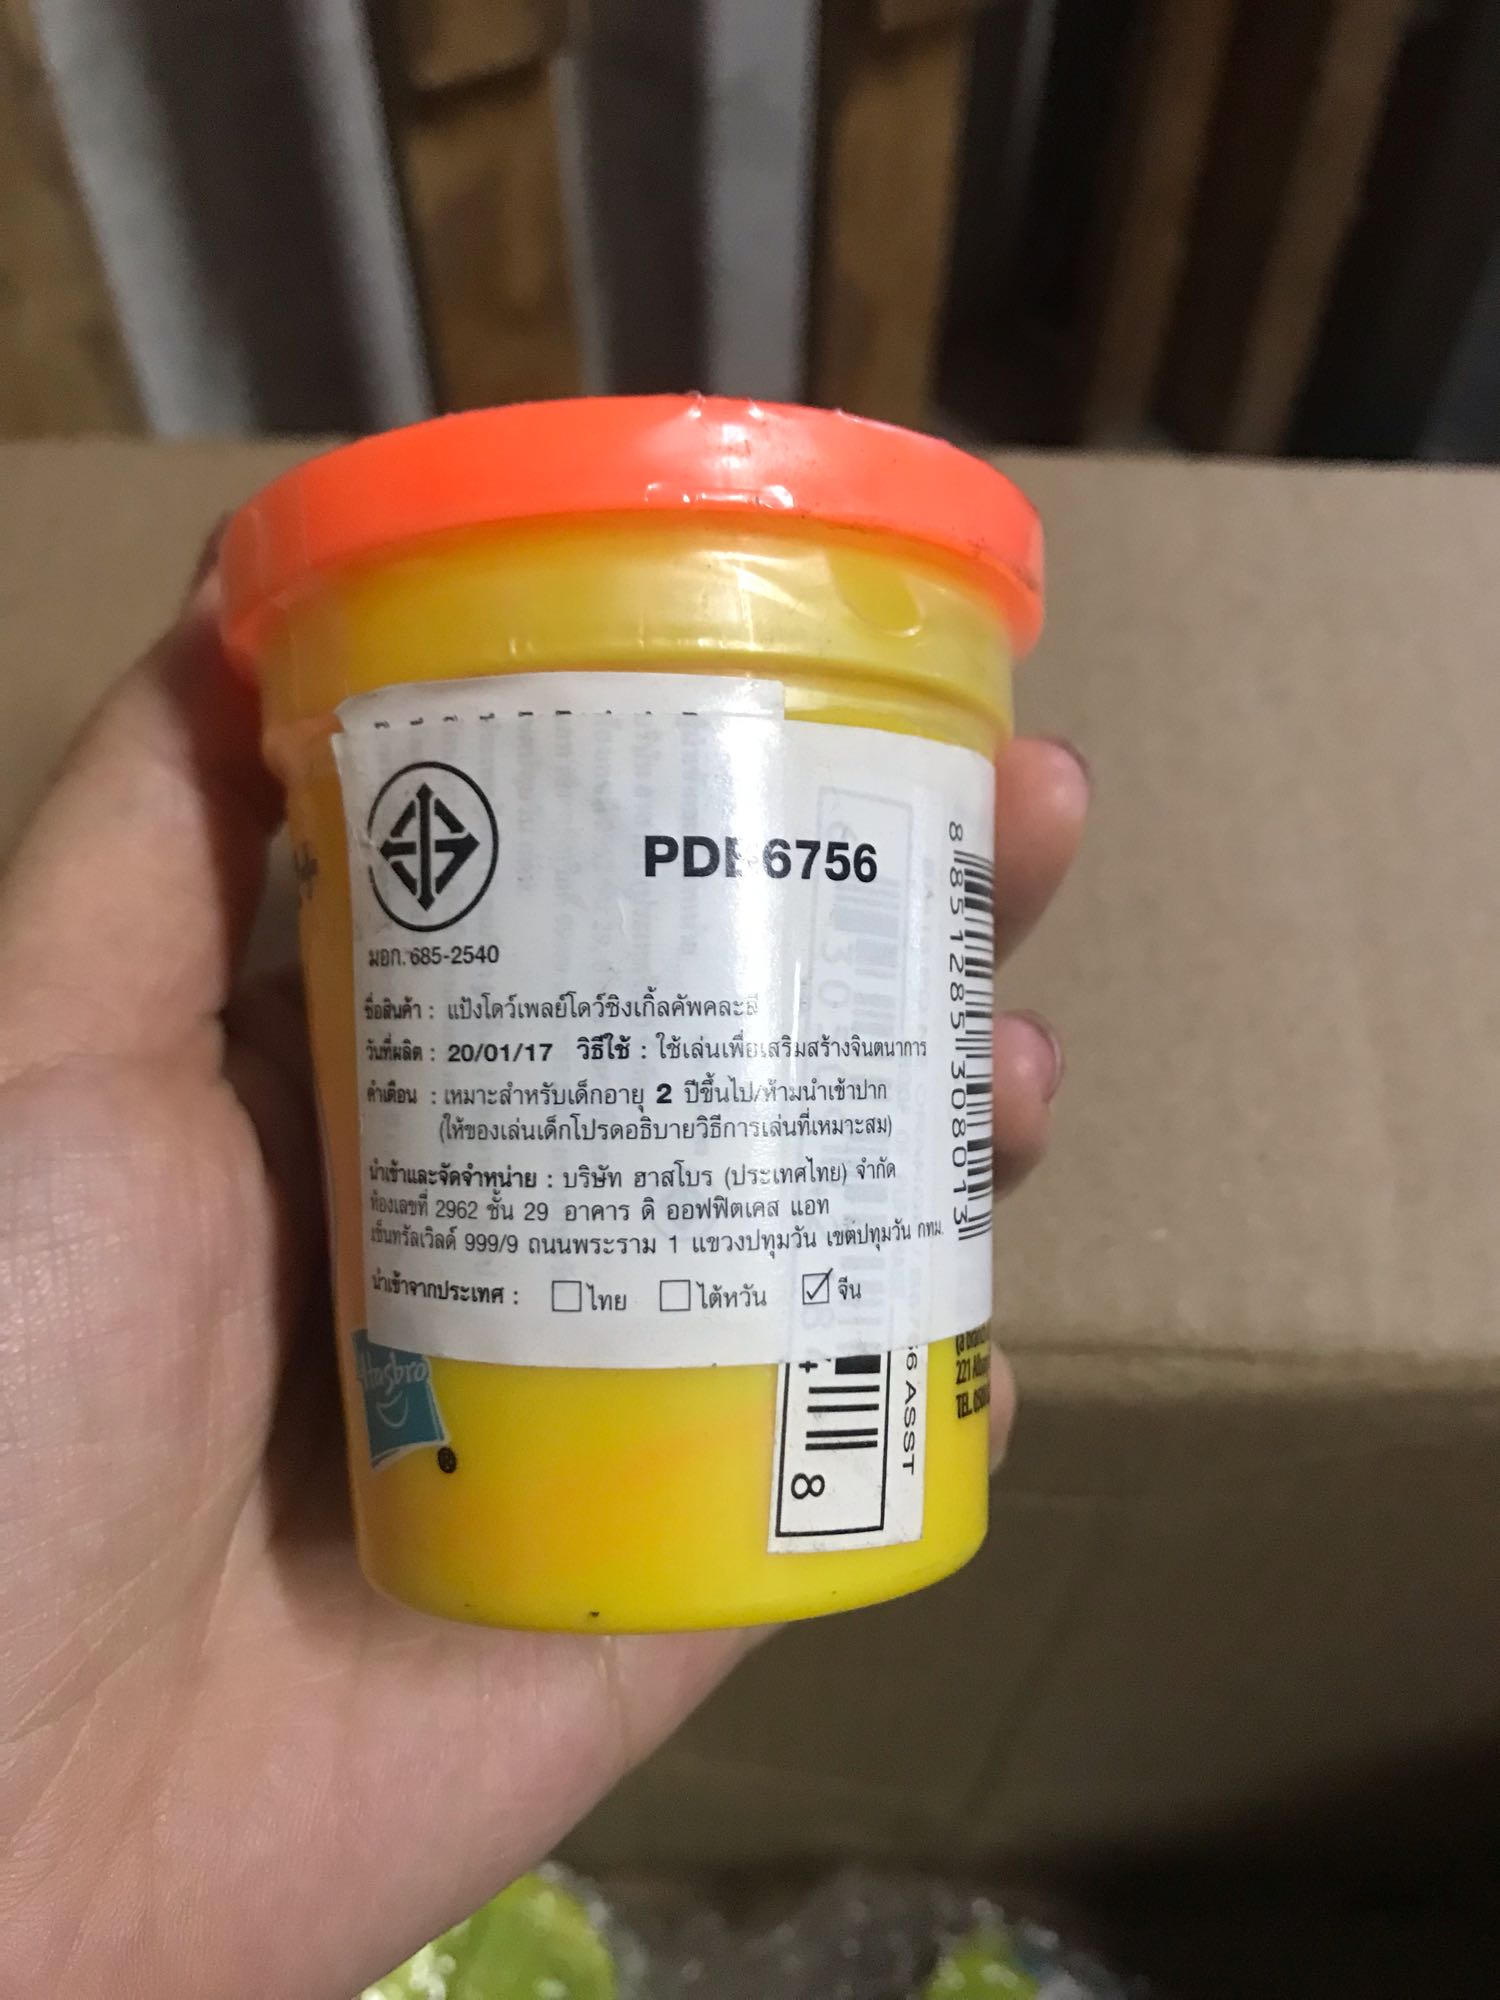 PDB6756
มอก. 685-2540
ชื่อสินค้า : แป้งโดว์เพลย์โดว์ซิงเกิ้ลคัพคละสี
วันที่ผลิต : 20/01/17 วิธีใช้ : ใช้เล่นเพื่อเสริมสร้างจินตนาการ
คำเตือน : เหมาะสำหรับเด็กอายุ 2 ปีขึ้นไป/ห้ามนำเข้าปาก
(ให้ของเล่นเด็กโปรดอธิบายวิธีการเล่นที่เหมาะสม)
นำเข้าและจัดจำหน่าย : บริษัท ฮาสโบร (ประเทศไทย) จำกัด
ห้องเลขที่ 2962 ชั้น 29 อาคาร ดิ ออฟฟิตเคส แอท
เซ็นทรัลเวิลด์ 999/9 ถนนพระราม 1 แขวงปทุมวัน เขตปทุมวัน กทม.
นำเข้าจากประเทศ : ไทย ไต้หวัน จีน
8 851285 308013
Hasbro
®
8
ASST
221
TEL.